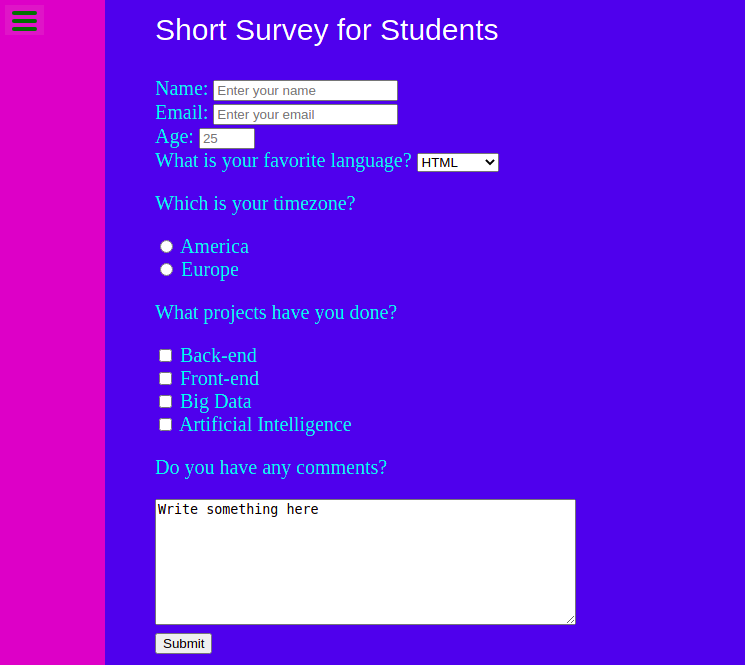 Short Survey for Students
Name: Enter your name
Email: Enter your email
Age: 25
What is your favorite language? HTML
Which is your timezone?
America
Europe
What projects have you done?
Back-end
Front-end
Big Data
Artificial Intelligence
Do you have any comments?
Write something here
Submit